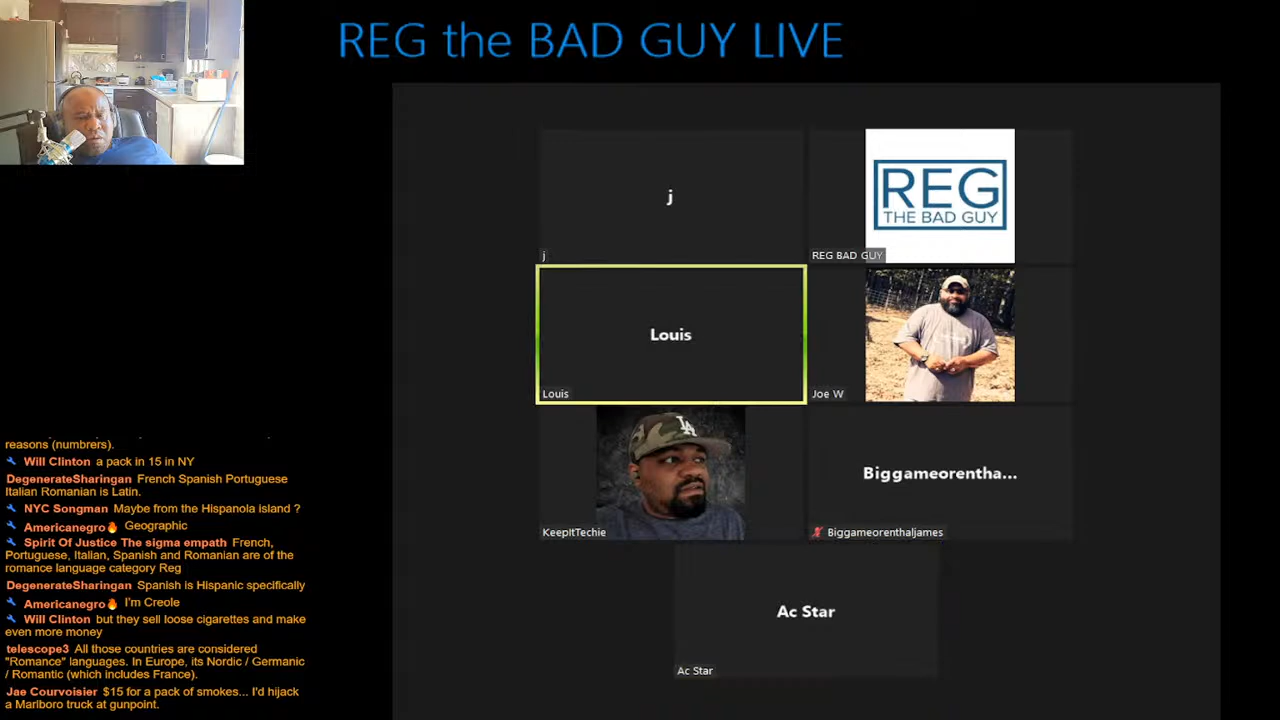 REG the BAD GUY LIVE
j
j
REG
THE BAD GUY
REG BAD GUY
Louis
Louis
Joe W
LA
KeepItTechie
Biggameorentha...
Biggameorenthaljames
Ac Star
Ac Star
reasons (numbrers).
Will Clinton a pack in 15 in NY
DegenerateSharingan French Spanish Portuguese
Italian Romanian is Latin.
NYC Songman Maybe from the Hispanola island ?
Americanegro🔥 Geographic
Spirit Of Justice The sigma empath French,
Portuguese, Italian, Spanish and Romanian are of the
romance language category Reg
DegenerateSharingan Spanish is Hispanic specifically
Americanegro🔥 I'm Creole
Will Clinton but they sell loose cigarettes and make
even more money
telescope3 All those countries are considered
"Romance" languages. In Europe, its Nordic / Germanic
/ Romantic (which includes France).
Jae Courvoisier $15 for a pack of smokes... I'd hijack
a Marlboro truck at gunpoint.